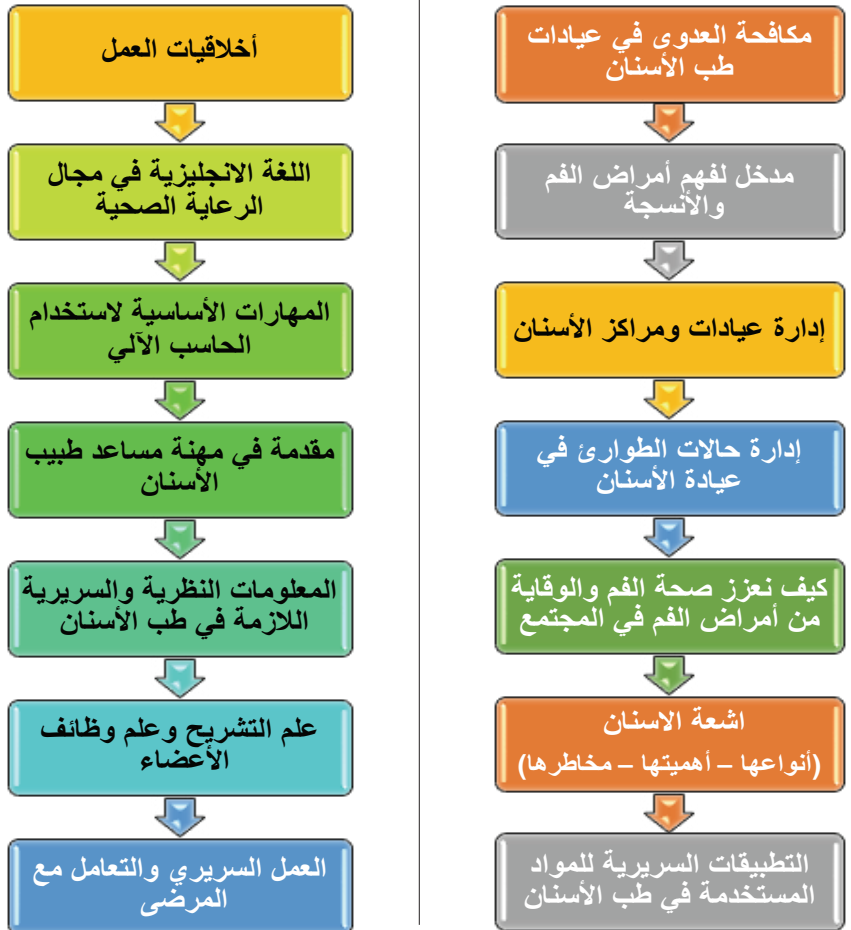 مكافحة العدوى في عيادات
طب الأسنان
مدخل لفهم أمراض الفم
والأنسجة
إدارة عيادات ومراكز الأسنان
إدارة حالات الطوارئ في
عيادة الأسنان
كيف نعزز صحة الفم والوقاية
من أمراض الفم في المجتمع
اشعة الاسنان
(أنواعها – أهميتها – مخاطرها)
التطبيقات السريرية للمواد
المستخدمة في طب الأسنان
أخلاقيات العمل
اللغة الانجليزية في مجال
الرعاية الصحية
المهارات الأساسية لاستخدام
الحاسب الآلي
مقدمة في مهنة مساعد طبيب
الأسنان
المعلومات النظرية والسريرية
اللازمة في طب الأسنان
علم التشريح وعلم وظائف
الأعضاء
العمل السريري والتعامل مع
المرضى